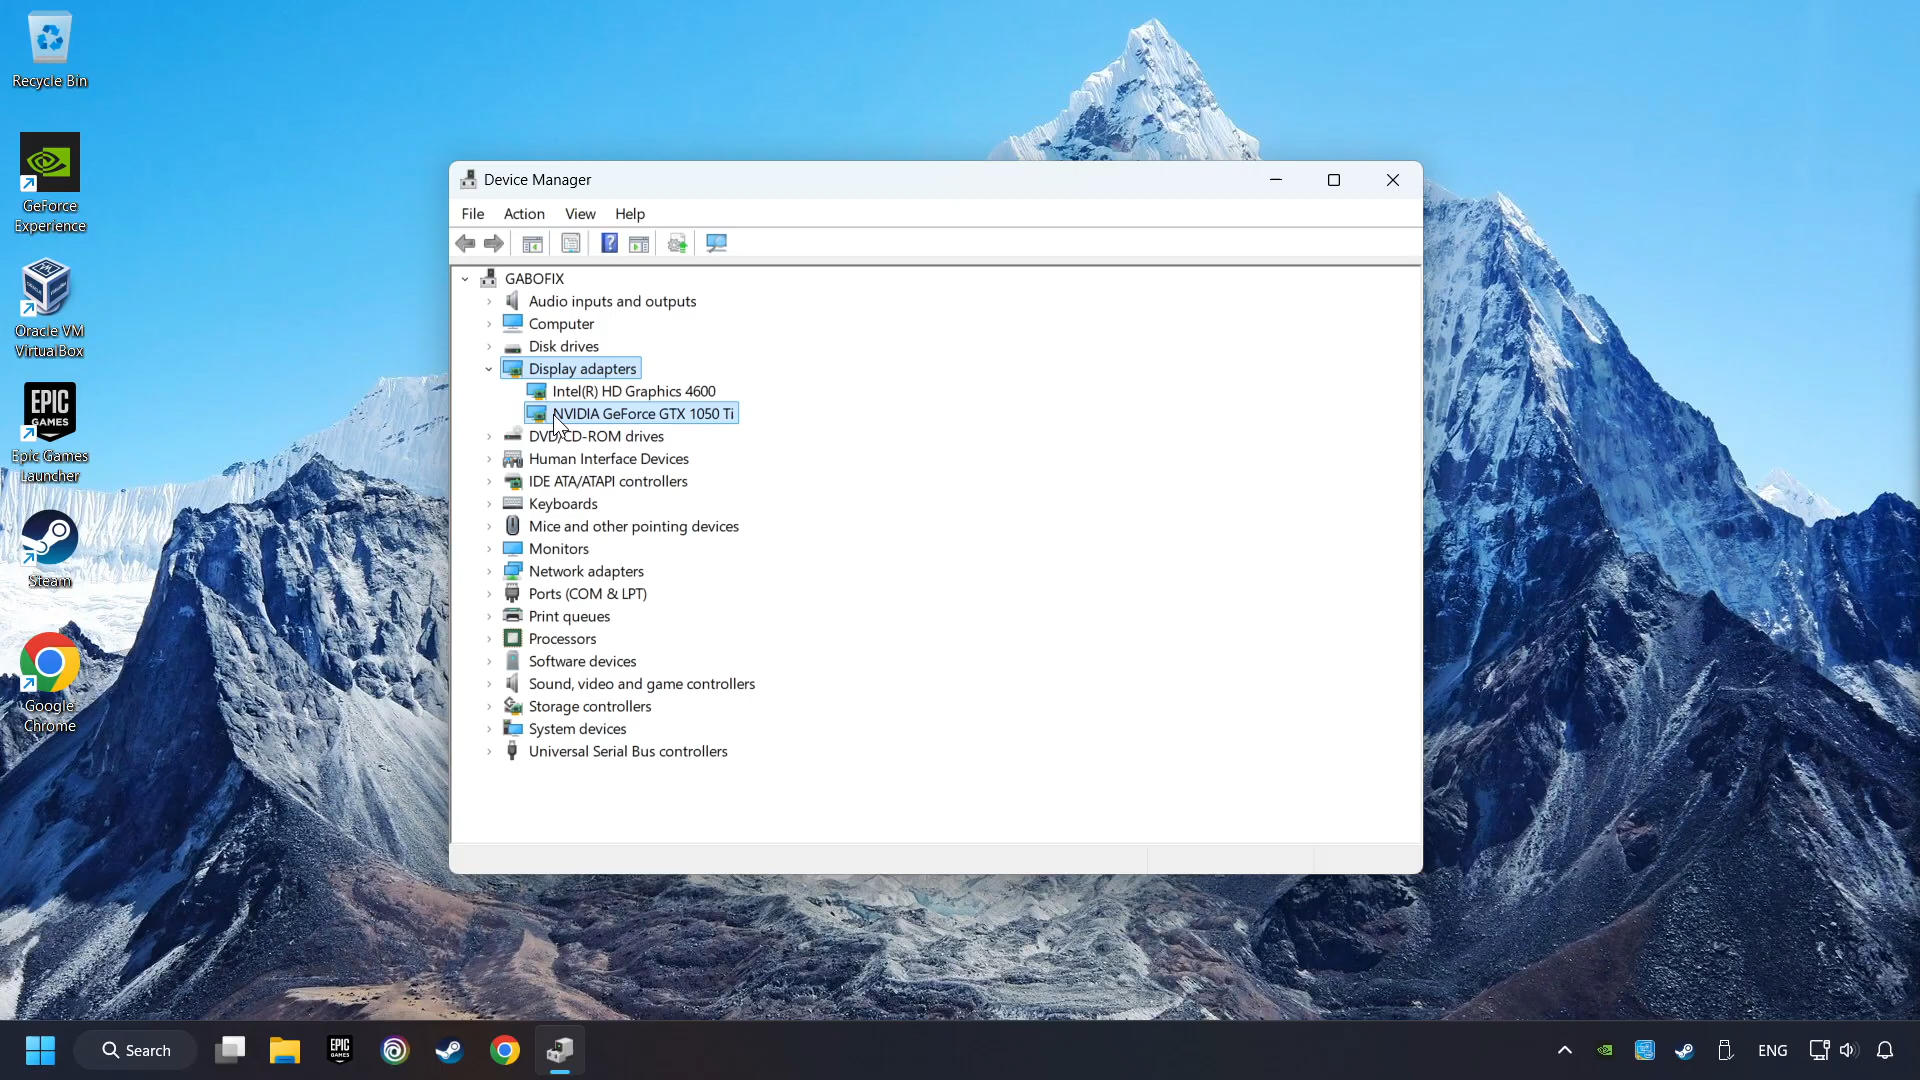 Recycle Bin
GeForce
Experience
Oracle VM
VirtualBox
EPIC
GAMES
Epic Games
Launcher
Steam
Google
Chrome
Device Manager
File Action View Help
GABOFIX
Audio inputs and outputs
Computer
Disk drives
Display adapters
Intel(R) HD Graphics 4600
NVIDIA GeForce GTX 1050 Ti
DVD/CD-ROM drives
Human Interface Devices
IDE ATA/ATAPI controllers
Keyboards
Mice and other pointing devices
Monitors
Network adapters
Ports (COM & LPT)
Print queues
Processors
Software devices
Sound, video and game controllers
Storage controllers
System devices
Universal Serial Bus controllers
Search
EPIC
GAMES
ENG